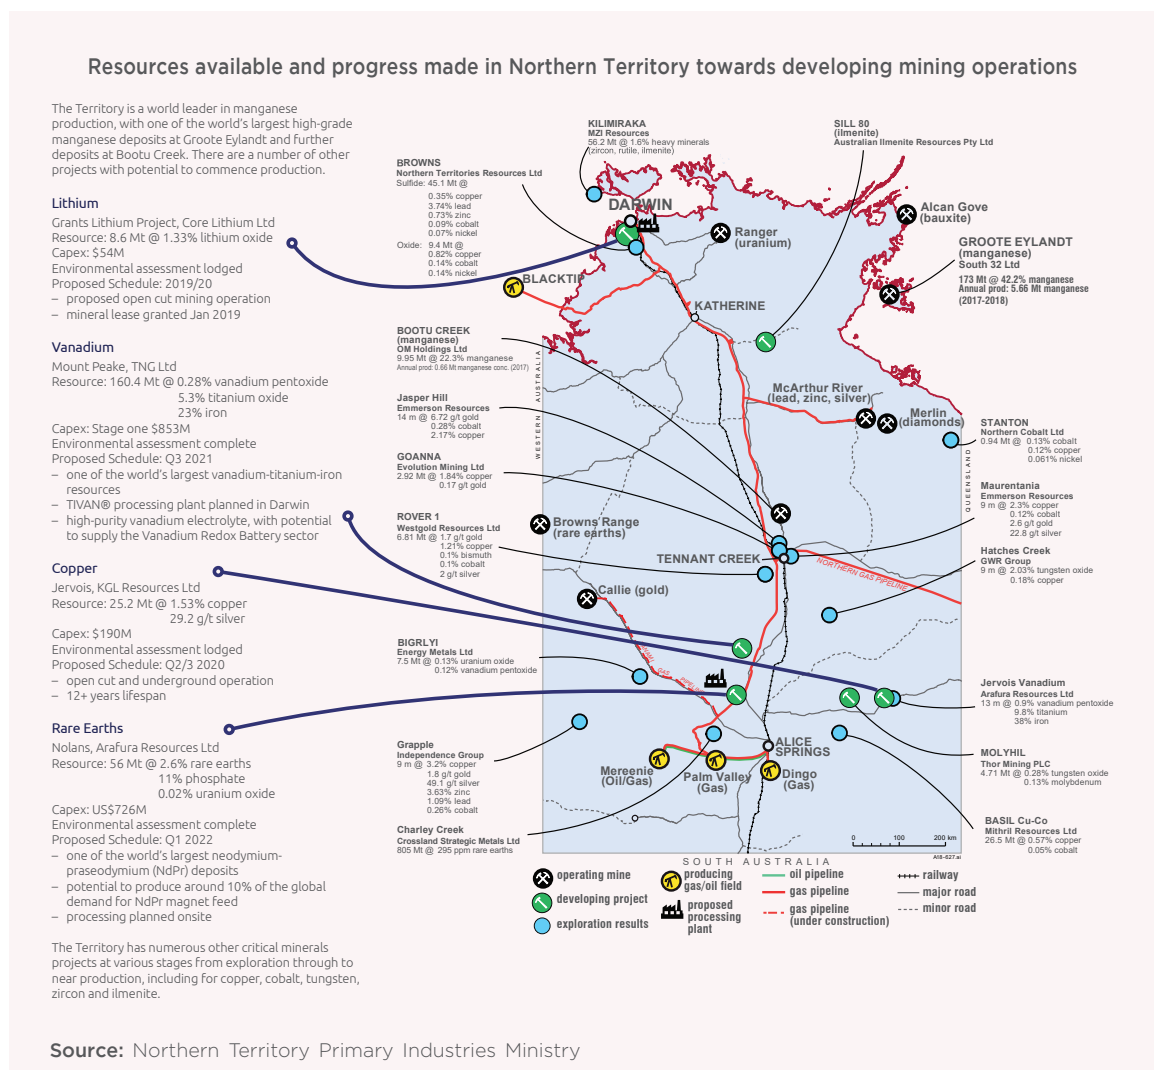 Resources available and progress made in Northern Territory towards developing mining operations
The Territory is a world leader in manganese
production, with one of the world's largest high-grade
manganese deposits at Groote Eylandt and further
deposits at Bootu Creek. There are a number of other
projects with potential to commence production.
Lithium
Grants Lithium Project, Core Lithium Ltd
Resource: 8.6 Mt @ 1.33% lithium oxide
Capex: $54M
Environmental assessment lodged
Proposed Schedule: 2019/20
– proposed open cut mining operation
– mineral lease granted Jan 2019
Vanadium
Mount Peake, TNG Ltd
Resource: 160.4 Mt @ 0.28% vanadium pentoxide
5.3% titanium oxide
23% iron
Capex: Stage one $853M
Environmental assessment complete
Proposed Schedule: Q3 2021
– one of the world's largest vanadium-titanium-iron
resources
– TIVAN® processing plant planned in Darwin
– high-purity vanadium electrolyte, with potential
to supply the Vanadium Redox Battery sector
Copper
Jervois, KGL Resources Ltd
Resource: 25.2 Mt @ 1.53% copper
29.2 g/t silver
Capex: $190M
Environmental assessment lodged
Proposed Schedule: Q2/3 2020
– open cut and underground operation
– 12+ years lifespan
Rare Earths
Nolans, Arafura Resources Ltd
Resource: 56 Mt @ 2.6% rare earths
11% phosphate
0.02% uranium oxide
Capex: US$726M
Environmental assessment complete
Proposed Schedule: Q1 2022
– one of the world's largest neodymium-
praseodymium (NdPr) deposits
– potential to produce around 10% of the global
demand for NdPr magnet feed
– processing planned onsite
The Territory has numerous other critical minerals
projects at various stages from exploration through to
near production, including for copper, cobalt, tungsten,
zircon and ilmenite.
KILIMIRAKA
MZI Resources
56.2 Mt @ 1.6% heavy minerals
(zircon, rutile, ilmenite)
SILL 80
(ilmenite)
Australian Ilmenite Resources Pty Ltd
BROWNS
Northern Territories Resources Ltd
Sulfide: 45.1 Mt @
0.35% copper
3.74% lead
0.73% zinc
0.09% cobalt
0.07% nickel
Oxide: 9.4 Mt @
0.82% copper
0.14% cobalt
0.14% nickel
DARWIN
Ranger
(uranium)
Alcan Gove
(bauxite)
GROOTE EYLANDT
(manganese)
South 32 Ltd
173 Mt @ 42.2% manganese
Annual prod: 5.66 Mt manganese
(2017-2018)
BLACKTIP
KATHERINE
BOOTU CREEK
(manganese)
OM Holdings Ltd
9.95 Mt @ 22.3% manganese
Annual prod: 0.66 Mt manganese conc. (2017)
WESTERN AUSTRALIA
McArthur River
(lead, zinc, silver)
Merlin
(diamonds)
Jasper Hill
Emmerson Resources
14 m @ 6.72 g/t gold
0.28% cobalt
2.17% copper
STANTON
Northern Cobalt Ltd
0.94 Mt @ 0.13% cobalt
0.12% copper
0.061% nickel
QUEENSLAND
GOANNA
Evolution Mining Ltd
2.92 Mt @ 1.84% copper
0.17 g/t gold
Maurentania
Emmerson Resources
9 m @ 2.3% copper
0.12% cobalt
2.6 g/t gold
22.8 g/t silver
ROVER 1
Westgold Resources Ltd
6.81 Mt @ 1.7 g/t gold
1.21% copper
0.1% bismuth
0.1% cobalt
2 g/t silver
Browns Range
(rare earths)
TENNANT CREEK
NORTHERN GAS PIPELINE
Hatches Creek
GWR Group
9 m @ 2.03% tungsten oxide
0.18% copper
Callie (gold)
GAS PIPELINE
BIGRLYI
Energy Metals Ltd
7.5 Mt @ 0.13% uranium oxide
0.12% vanadium pentoxide
Jervois Vanadium
Arafura Resources Ltd
13 m @ 0.9% vanadium pentoxide
9.8% titanium
38% iron
Grapple
Independence Group
9 m @ 3.2% copper
1.8 g/t gold
49.1 g/t silver
3.63% zinc
1.09% lead
0.26% cobalt
ALICE
SPRINGS
Mereenie
(Oil/Gas)
Palm Valley
(Gas)
Dingo
(Gas)
MOLYHIL
Thor Mining PLC
4.71 Mt @ 0.28% tungsten oxide
0.13% molybdenum
Charley Creek
Crossland Strategic Metals Ltd
805 Mt @ 295 ppm rare earths
BASIL Cu-Co
Mithril Resources Ltd
26.5 Mt @ 0.57% copper
0.05% cobalt
0 100 200 km
A18-627.ai
SOUTH AUSTRALIA
operating mine
developing project
exploration results
producing
gas/oil field
proposed
processing
plant
oil pipeline
gas pipeline
gas pipeline
(under construction)
railway
major road
minor road
Source: Northern Territory Primary Industries Ministry